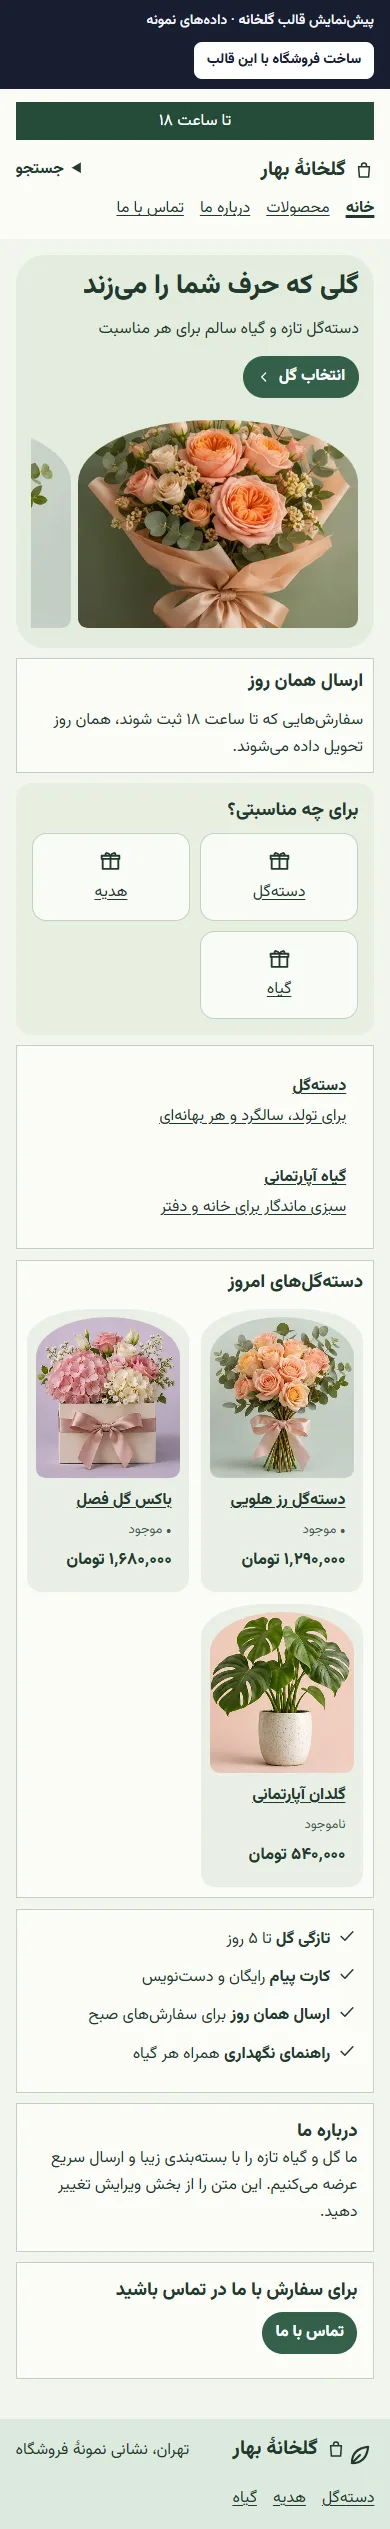 پیش‌نمایش قالب گلخانه · داده‌های نمونه
ساخت فروشگاه با این قالب
تا ساعت ۱۸
گلخانهٔ بهار
جستجو
خانه محصولات درباره ما تماس با ما
گلی که حرف شما را می‌زند
دسته‌گل تازه و گیاه سالم برای هر مناسبت
انتخاب گل
ارسال همان روز
سفارش‌هایی که تا ساعت ۱۸ ثبت شوند، همان روز
تحویل داده می‌شوند.
برای چه مناسبتی؟
دسته‌گل
هدیه
گیاه
دسته‌گل
برای تولد، سالگرد و هر بهانه‌ای
گیاه آپارتمانی
سبزی ماندگار برای خانه و دفتر
دسته‌گل‌های امروز
دسته‌گل رز هلویی
• موجود
۱,۲۹۰,۰۰۰ تومان
باکس گل فصل
• موجود
۱,۶۸۰,۰۰۰ تومان
گلدان آپارتمانی
ناموجود
۵۴۰,۰۰۰ تومان
تازگی گل تا ۵ روز
کارت پیام رایگان و دست‌نویس
ارسال همان روز برای سفارش‌های صبح
راهنمای نگهداری همراه هر گیاه
درباره ما
ما گل و گیاه تازه را با بسته‌بندی زیبا و ارسال سریع
عرضه می‌کنیم. این متن را از بخش ویرایش تغییر
دهید.
برای سفارش با ما در تماس باشید
تماس با ما
گلخانهٔ بهار
تهران، نشانی نمونهٔ فروشگاه
دسته‌گل هدیه گیاه